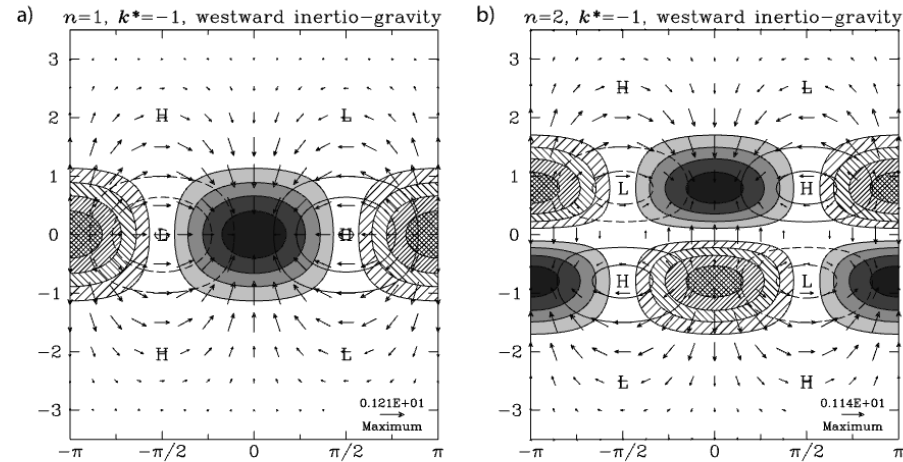 a) n=1, k*=−1, westward inertio-gravity
3
2
1
0
−1
−2
−3
H L
L H
H L
0.121E+01
Maximum
−π −π/2 0 π/2 π
b) n=2, k*=−1, westward inertio-gravity
3
2
1
0
−1
−2
−3
H L
L H
H L
L H
0.114E+01
Maximum
−π −π/2 0 π/2 π